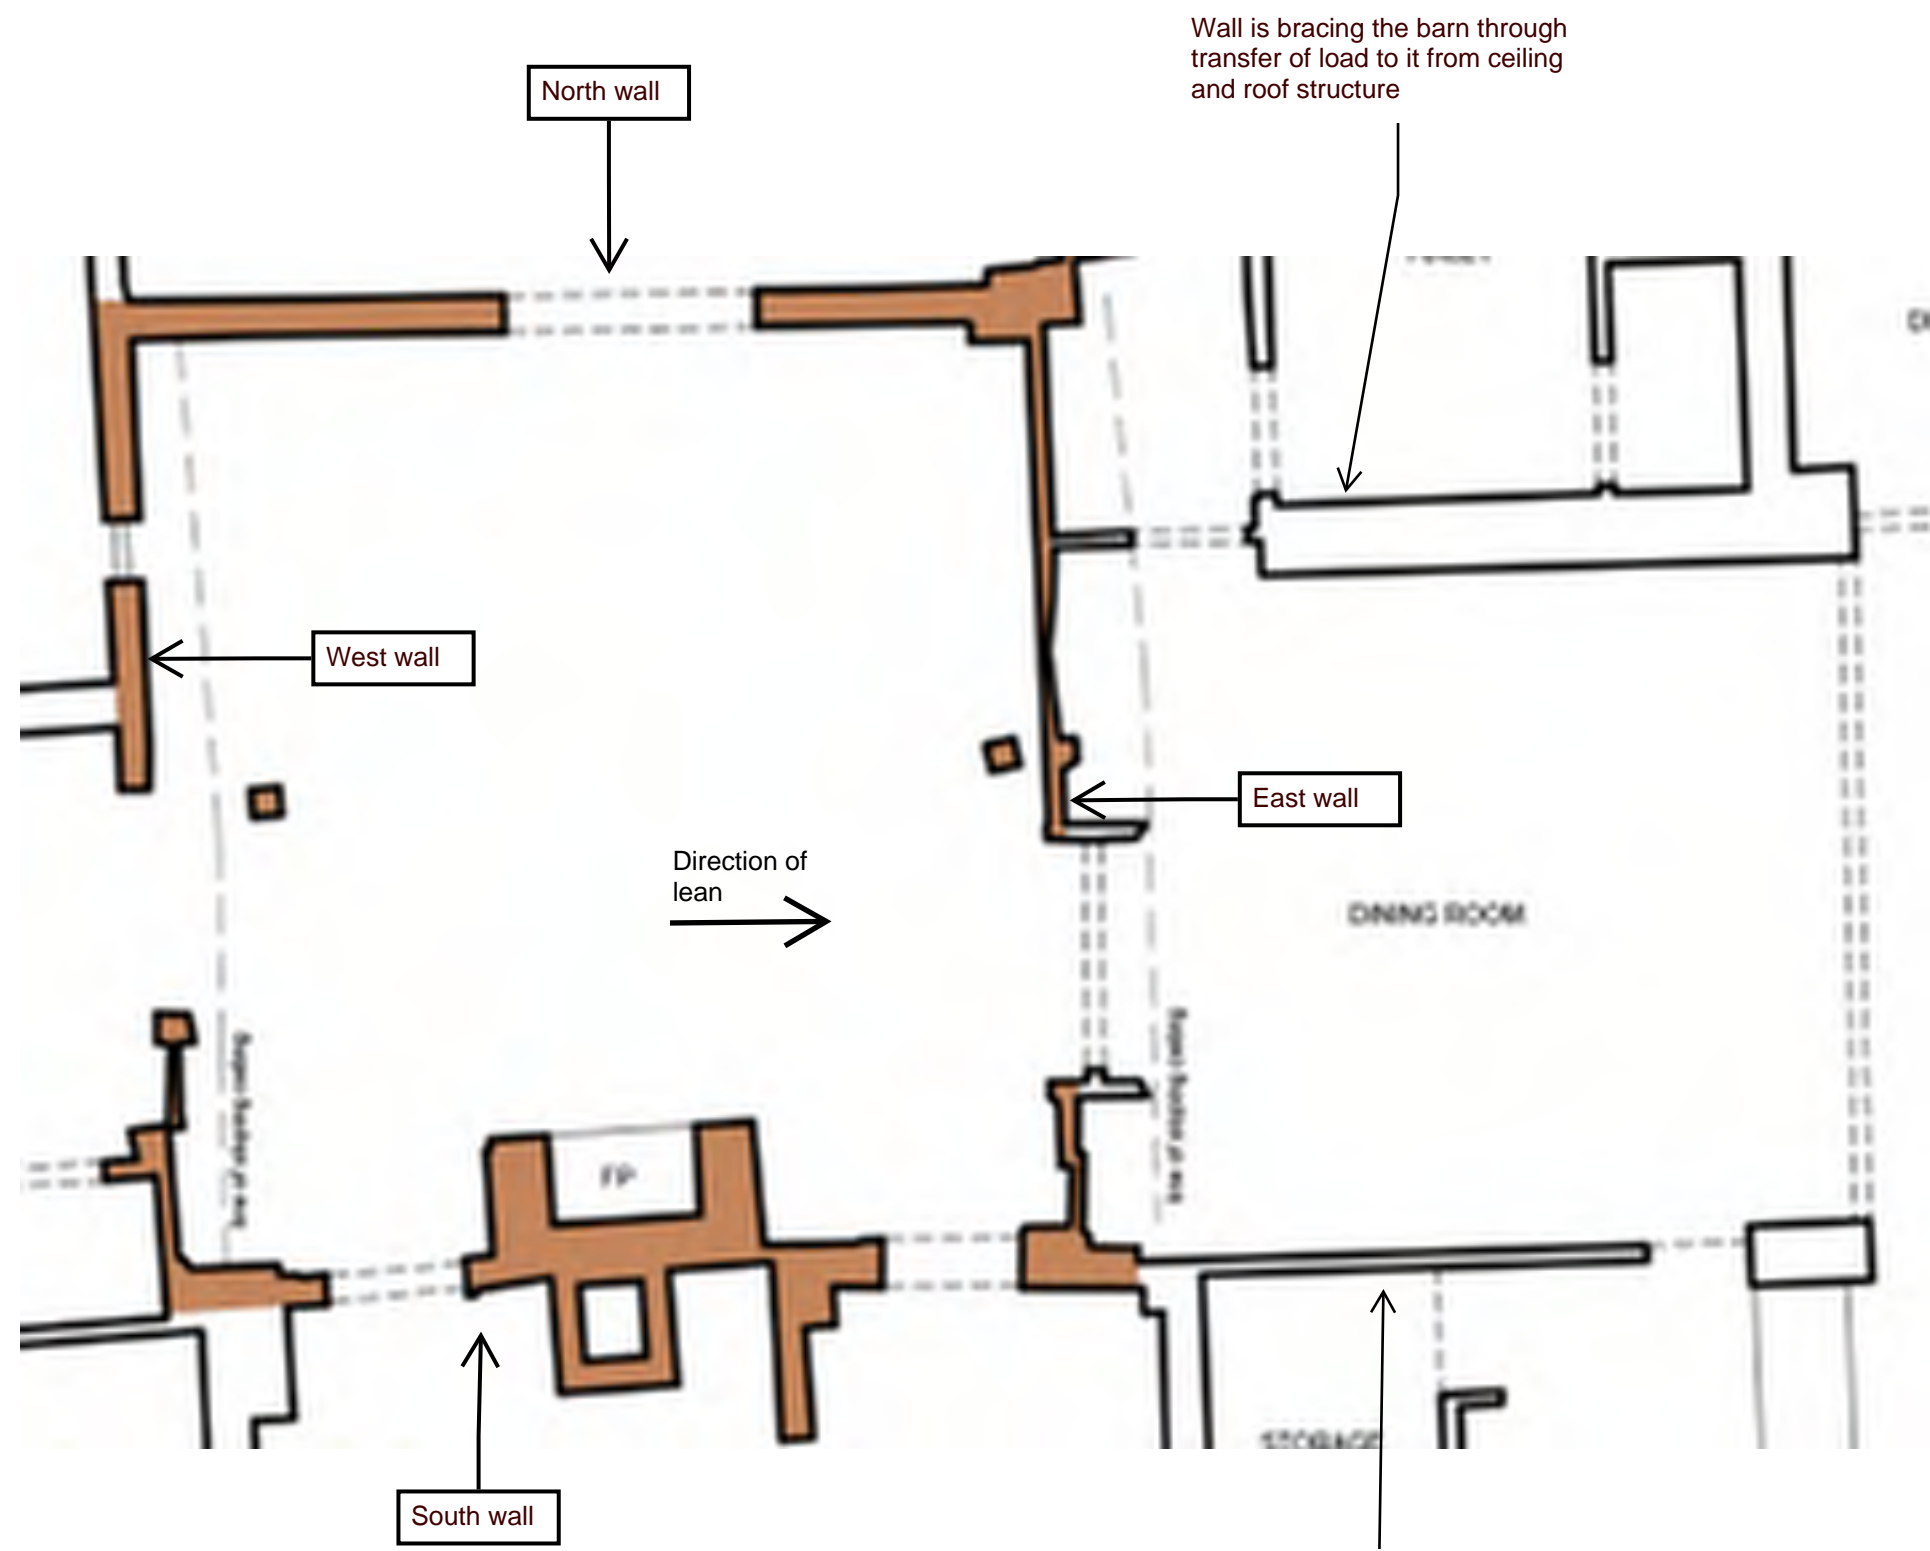 Wall is bracing the barn through
transfer of load to it from ceiling
and roof structure
North wall
West wall
East wall
Direction of
lean
DINING ROOM
FP
STORAGE
South wall